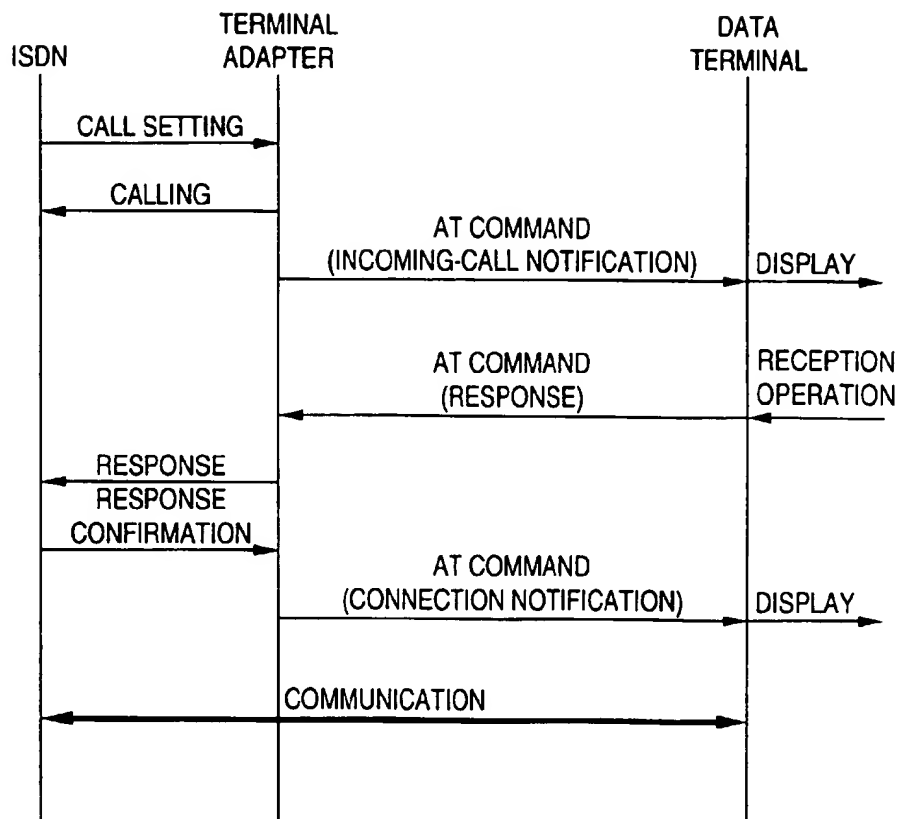 ISDN
TERMINAL
ADAPTER
DATA
TERMINAL
CALL SETTING
CALLING
AT COMMAND
(INCOMING-CALL NOTIFICATION)
DISPLAY
AT COMMAND
(RESPONSE)
RECEPTION
OPERATION
RESPONSE
RESPONSE
CONFIRMATION
AT COMMAND
(CONNECTION NOTIFICATION)
DISPLAY
COMMUNICATION